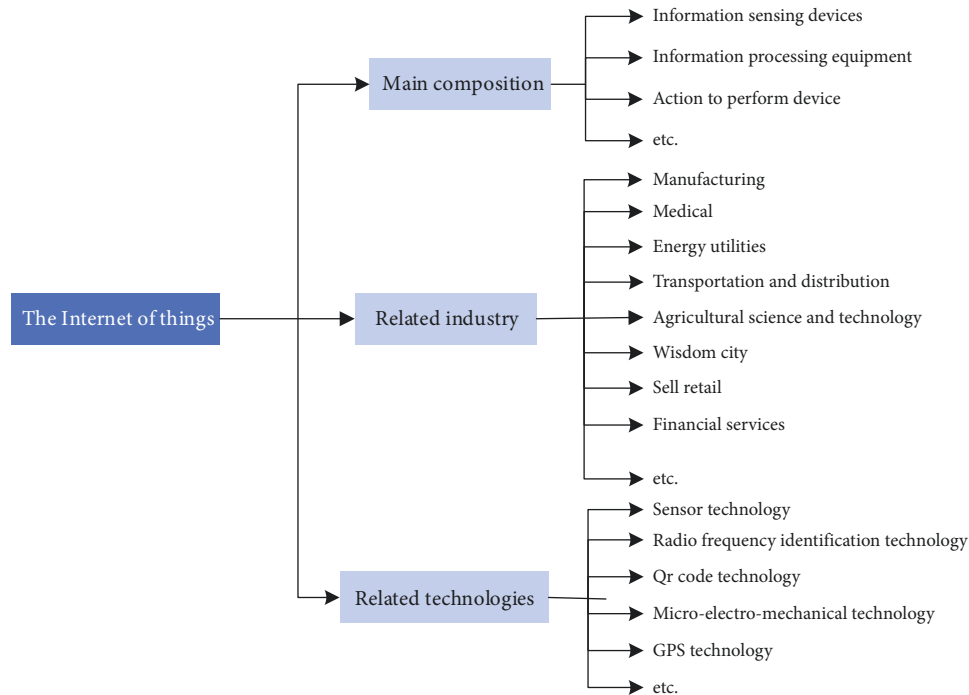 Information sensing devices
Information processing equipment
Main composition
Action to perform device
etc.
Manufacturing
Medical
Energy utilities
Transportation and distribution
The Internet of things
Related industry
Agricultural science and technology
Wisdom city
Sell retail
Financial services
etc.
Sensor technology
Radio frequency identification technology
Qr code technology
Related technologies
Micro-electro-mechanical technology
GPS technology
etc.